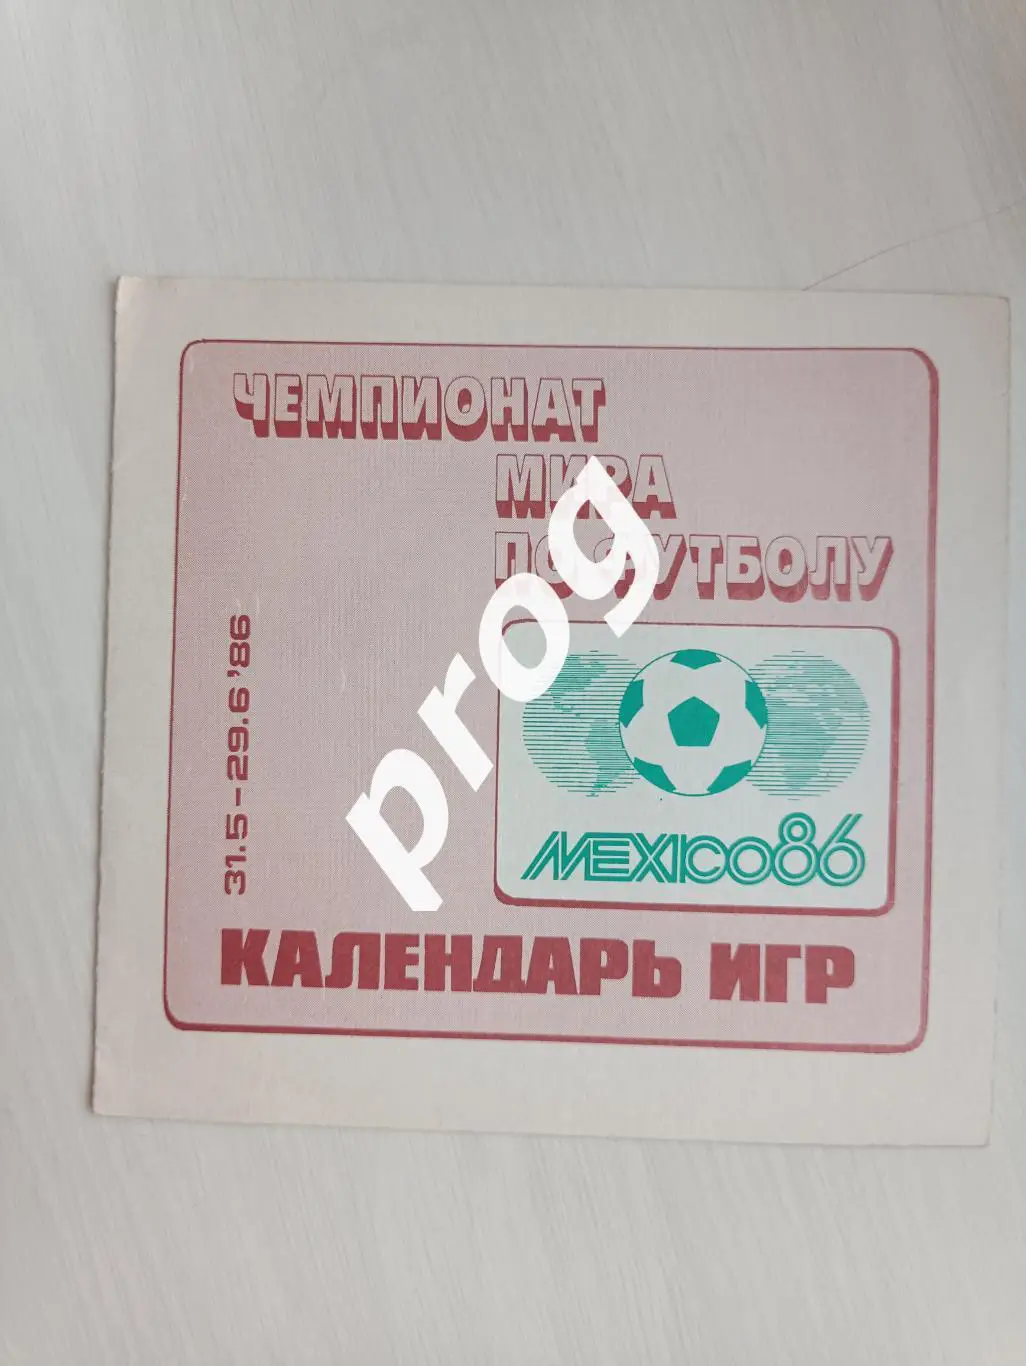 ЧЕМПИОНАТ
МИРА
ПО ФУТБОЛУ
31.5-29.6'86
MEXICO86
КАЛЕНДАРЬ ИГР
prog